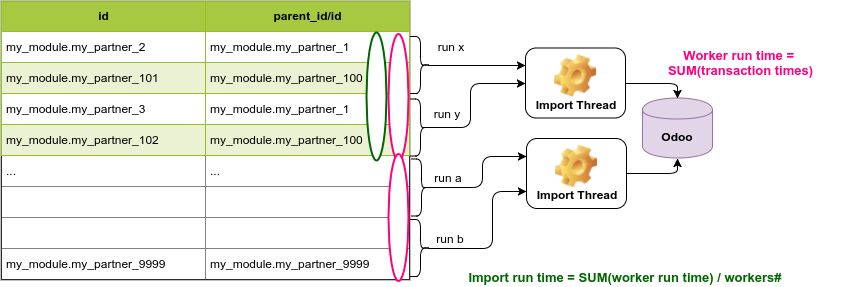 id parent_id/id
my_module.my_partner_2 my_module.my_partner_1
my_module.my_partner_101 my_module.my_partner_100
my_module.my_partner_3 my_module.my_partner_1
my_module.my_partner_102 my_module.my_partner_100
... ...
my_module.my_partner_9999 my_module.my_partner_9999
run x
run y
run a
run b
Import Thread
Import Thread
Worker run time =
SUM(transaction times)
Odoo
Import run time = SUM(worker run time) / workers#